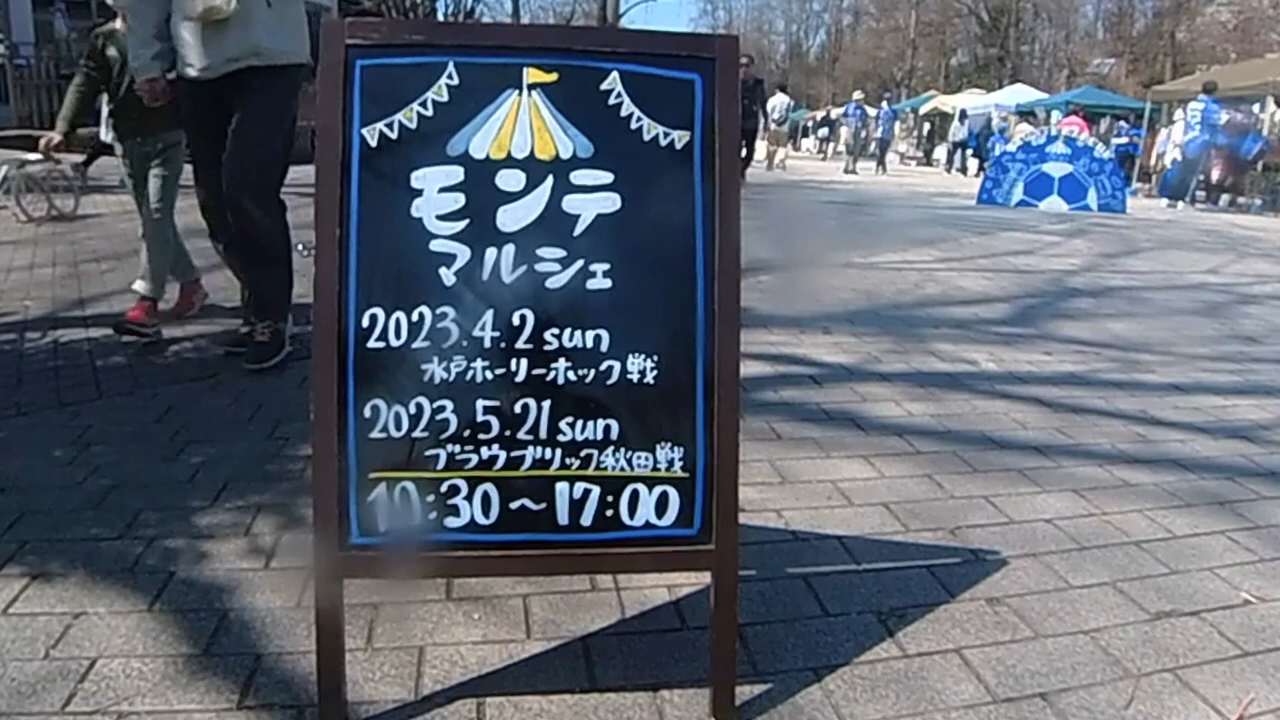 モンテ
マルシェ
2023.4.2 sun
水戸ホーリーホック戦
2023.5.21 sun
ブラウブリック秋田戦
10:30～17:00